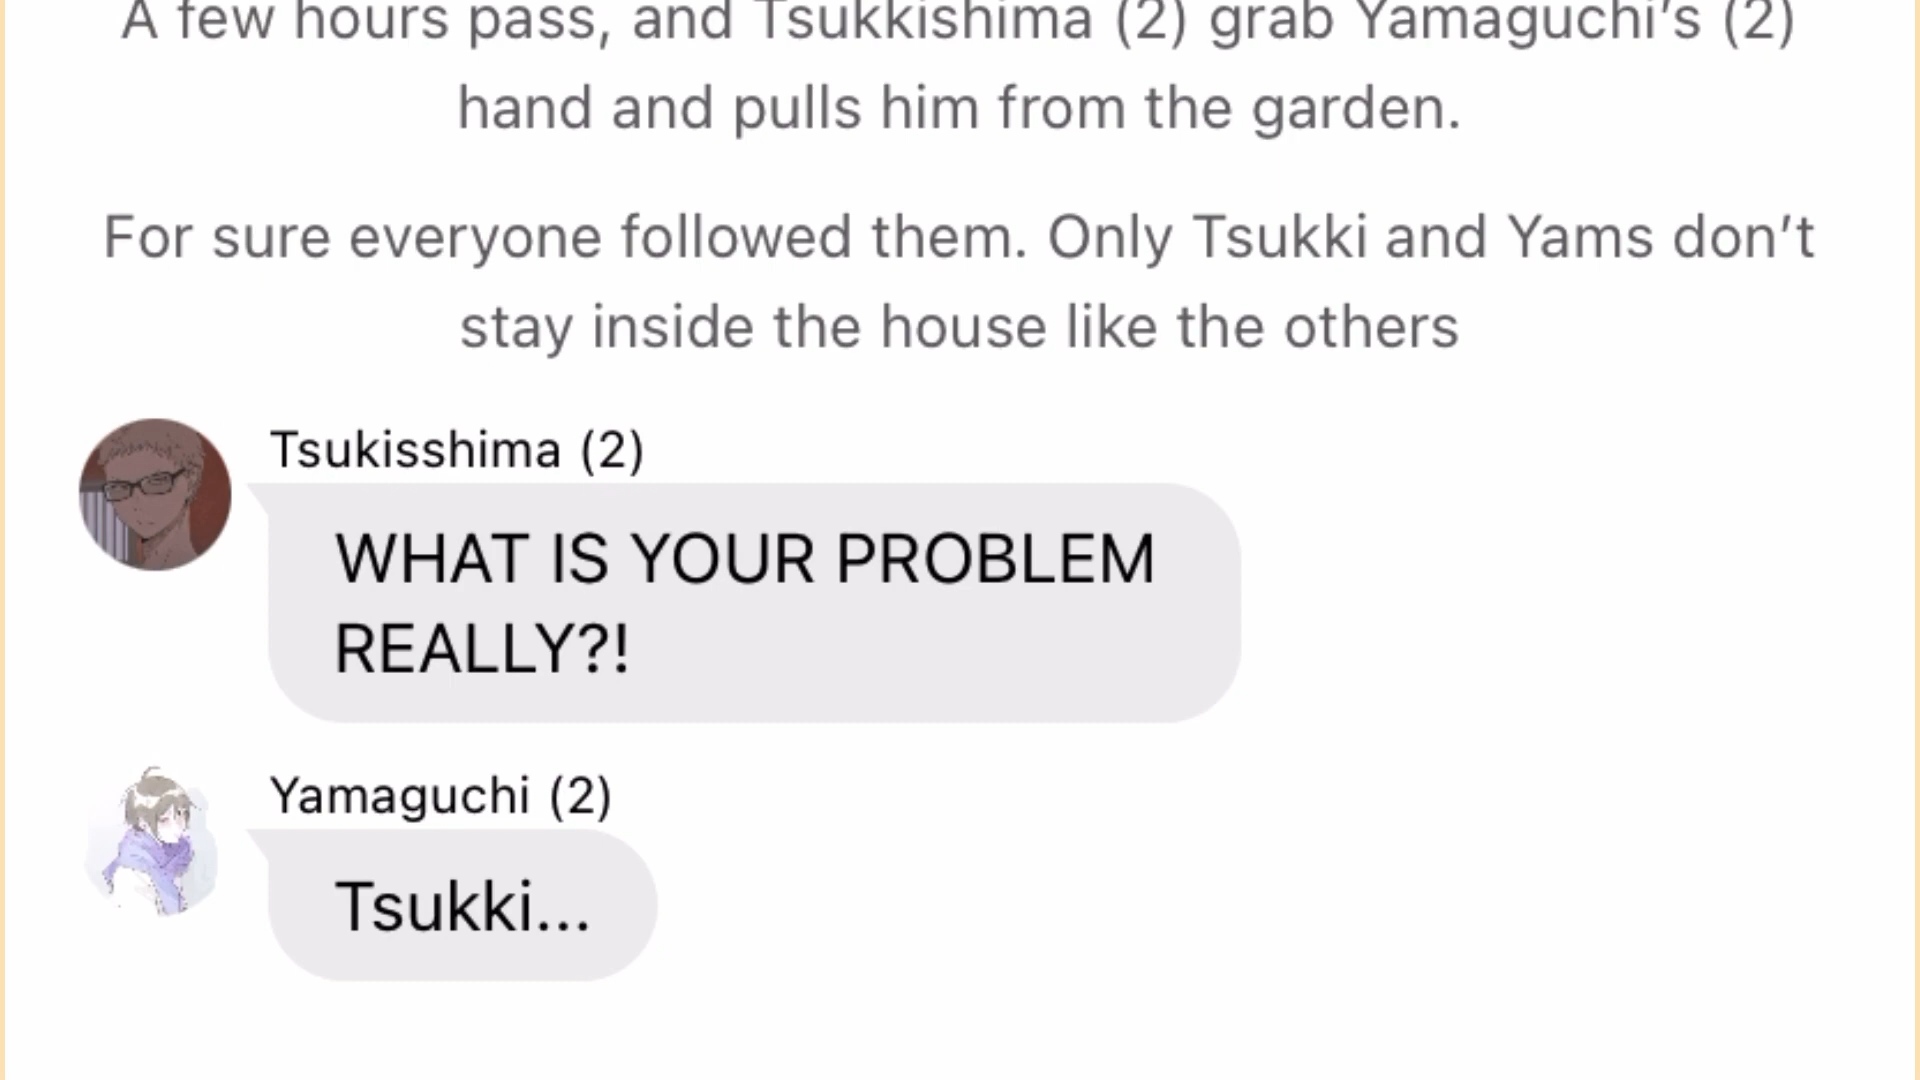 A few hours pass, and Tsukkishima (2) grab Yamaguchi's (2)
hand and pulls him from the garden.
For sure everyone followed them. Only Tsukki and Yams don't
stay inside the house like the others
Tsukisshima (2)
WHAT IS YOUR PROBLEM
REALLY?!
Yamaguchi (2)
Tsukki...